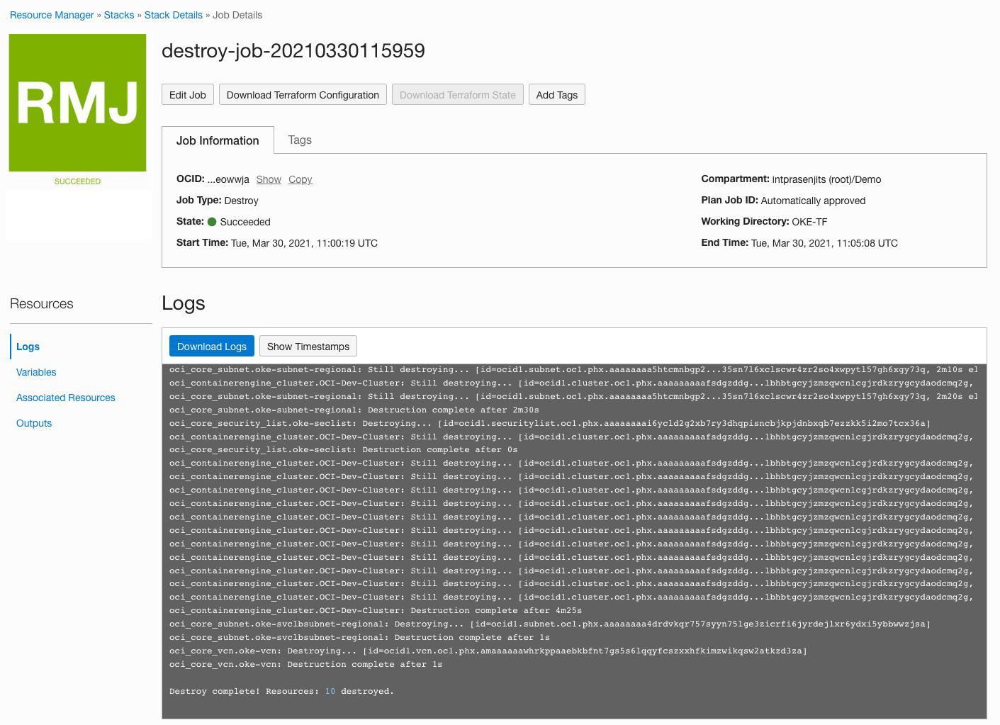 Resource Manager » Stacks » Stack Details » Job Details
RMJ
SUCCEEDED
destroy-job-20210330115959
Edit Job Download Terraform Configuration Download Terraform State Add Tags
Job Information Tags
OCID: ...eowwja Show Copy
Job Type: Destroy
State: Succeeded
Start Time: Tue, Mar 30, 2021, 11:00:19 UTC
Compartment: intprasenjits (root)/Demo
Plan Job ID: Automatically approved
Working Directory: OKE-TF
End Time: Tue, Mar 30, 2021, 11:05:08 UTC
Resources
Logs
Variables
Associated Resources
Outputs
Logs
Download Logs Show Timestamps
oci_core_subnet.oke-subnet-regional: Still destroying... [id=ocid1.subnet.oc1.phx.aaaaaaaa5htcmnbgp2...35sn7l6xclscwr4zr2so4xwpytl57gh6xgy73q, 2m10s el
oci_containerengine_cluster.OCI-Dev-Cluster: Still destroying... [id=ocid1.cluster.oc1.phx.aaaaaaaaafsdgzddg...lbhbtgcyjzmzqwcnlcgjrdkzrygcydaodcmq2g,
oci_core_subnet.oke-subnet-regional: Still destroying... [id=ocid1.subnet.oc1.phx.aaaaaaaa5htcmnbgp2...35sn7l6xclscwr4zr2so4xwpytl57gh6xgy73q, 2m20s el
oci_core_subnet.oke-subnet-regional: Destruction complete after 2m30s
oci_core_security_list.oke-seclist: Destroying... [id=ocid1.securitylist.oc1.phx.aaaaaaaai6ycld2g2xb7ry3dhqpisncbjkpjdnbxqb7ezzkk5i2mo7tcx36a]
oci_containerengine_cluster.OCI-Dev-Cluster: Still destroying... [id=ocid1.cluster.oc1.phx.aaaaaaaaafsdgzddg...lbhbtgcyjzmzqwcnlcgjrdkzrygcydaodcmq2g,
oci_core_security_list.oke-seclist: Destruction complete after 0s
oci_containerengine_cluster.OCI-Dev-Cluster: Still destroying... [id=ocid1.cluster.oc1.phx.aaaaaaaaafsdgzddg...lbhbtgcyjzmzqwcnlcgjrdkzrygcydaodcmq2g,
oci_containerengine_cluster.OCI-Dev-Cluster: Still destroying... [id=ocid1.cluster.oc1.phx.aaaaaaaaafsdgzddg...lbhbtgcyjzmzqwcnlcgjrdkzrygcydaodcmq2g,
oci_containerengine_cluster.OCI-Dev-Cluster: Still destroying... [id=ocid1.cluster.oc1.phx.aaaaaaaaafsdgzddg...lbhbtgcyjzmzqwcnlcgjrdkzrygcydaodcmq2g,
oci_containerengine_cluster.OCI-Dev-Cluster: Still destroying... [id=ocid1.cluster.oc1.phx.aaaaaaaaafsdgzddg...lbhbtgcyjzmzqwcnlcgjrdkzrygcydaodcmq2g,
oci_containerengine_cluster.OCI-Dev-Cluster: Still destroying... [id=ocid1.cluster.oc1.phx.aaaaaaaaafsdgzddg...lbhbtgcyjzmzqwcnlcgjrdkzrygcydaodcmq2g,
oci_containerengine_cluster.OCI-Dev-Cluster: Still destroying... [id=ocid1.cluster.oc1.phx.aaaaaaaaafsdgzddg...lbhbtgcyjzmzqwcnlcgjrdkzrygcydaodcmq2g,
oci_containerengine_cluster.OCI-Dev-Cluster: Still destroying... [id=ocid1.cluster.oc1.phx.aaaaaaaaafsdgzddg...lbhbtgcyjzmzqwcnlcgjrdkzrygcydaodcmq2g,
oci_containerengine_cluster.OCI-Dev-Cluster: Still destroying... [id=ocid1.cluster.oc1.phx.aaaaaaaaafsdgzddg...lbhbtgcyjzmzqwcnlcgjrdkzrygcydaodcmq2g,
oci_containerengine_cluster.OCI-Dev-Cluster: Still destroying... [id=ocid1.cluster.oc1.phx.aaaaaaaaafsdgzddg...lbhbtgcyjzmzqwcnlcgjrdkzrygcydaodcmq2g,
oci_containerengine_cluster.OCI-Dev-Cluster: Still destroying... [id=ocid1.cluster.oc1.phx.aaaaaaaaafsdgzddg...lbhbtgcyjzmzqwcnlcgjrdkzrygcydaodcmq2g,
oci_containerengine_cluster.OCI-Dev-Cluster: Still destroying... [id=ocid1.cluster.oc1.phx.aaaaaaaaafsdgzddg...lbhbtgcyjzmzqwcnlcgjrdkzrygcydaodcmq2g,
oci_containerengine_cluster.OCI-Dev-Cluster: Destruction complete after 4m25s
oci_core_subnet.oke-svclbsubnet-regional: Destroying... [id=ocid1.subnet.oc1.phx.aaaaaaaa4drdvkqr757syyn75lge3zicrfi6jyrdejlxr6ydxi5ybbwwzjsa]
oci_core_subnet.oke-svclbsubnet-regional: Destruction complete after 1s
oci_core_vcn.oke-vcn: Destroying... [id=ocid1.vcn.oc1.phx.amaaaaaawhrkppaaebkbfnt7gs5s6lqqyfcszxxhfkimzwikqsw2atkzd3za]
oci_core_vcn.oke-vcn: Destruction complete after 1s
Destroy complete! Resources: 10 destroyed.